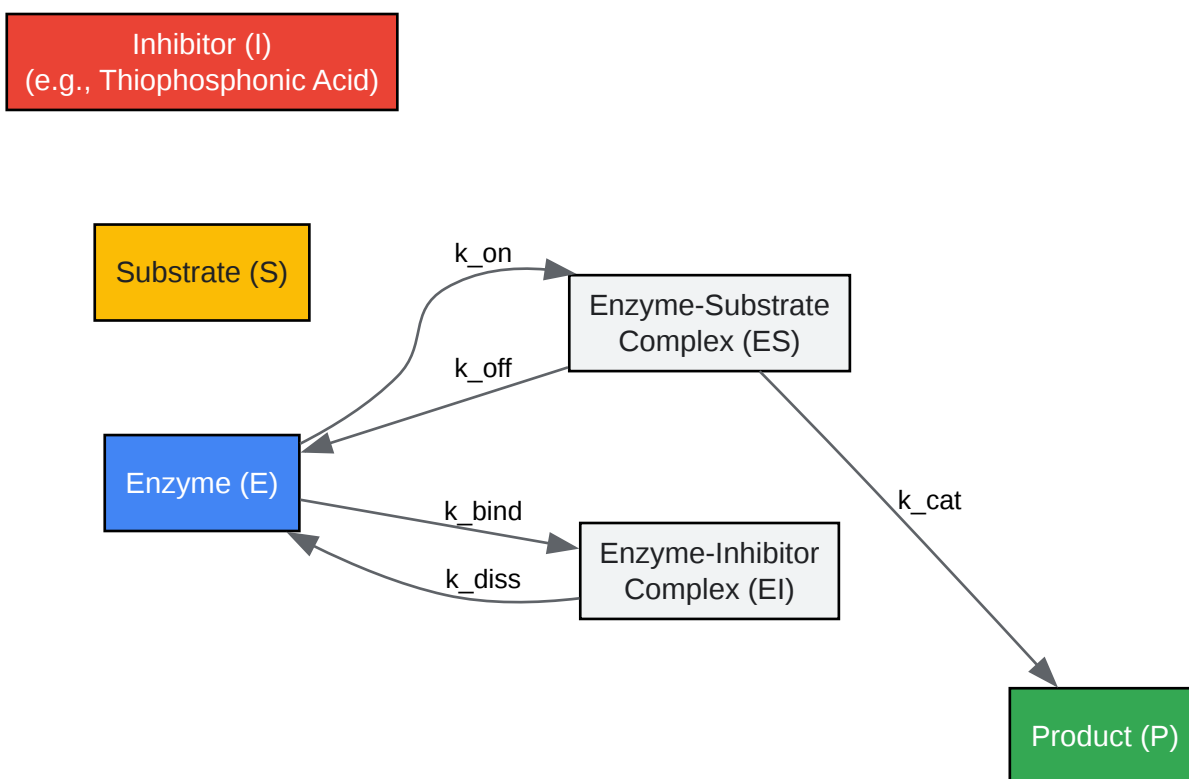 Inhibitor (I)
(e.g., Thiophosphonic Acid)
Substrate (S)
k_on
Enzyme-Substrate
Complex (ES)
k_off
Enzyme (E)
k_bind
k_cat
Enzyme-Inhibitor
Complex (EI)
k_diss
Product (P)